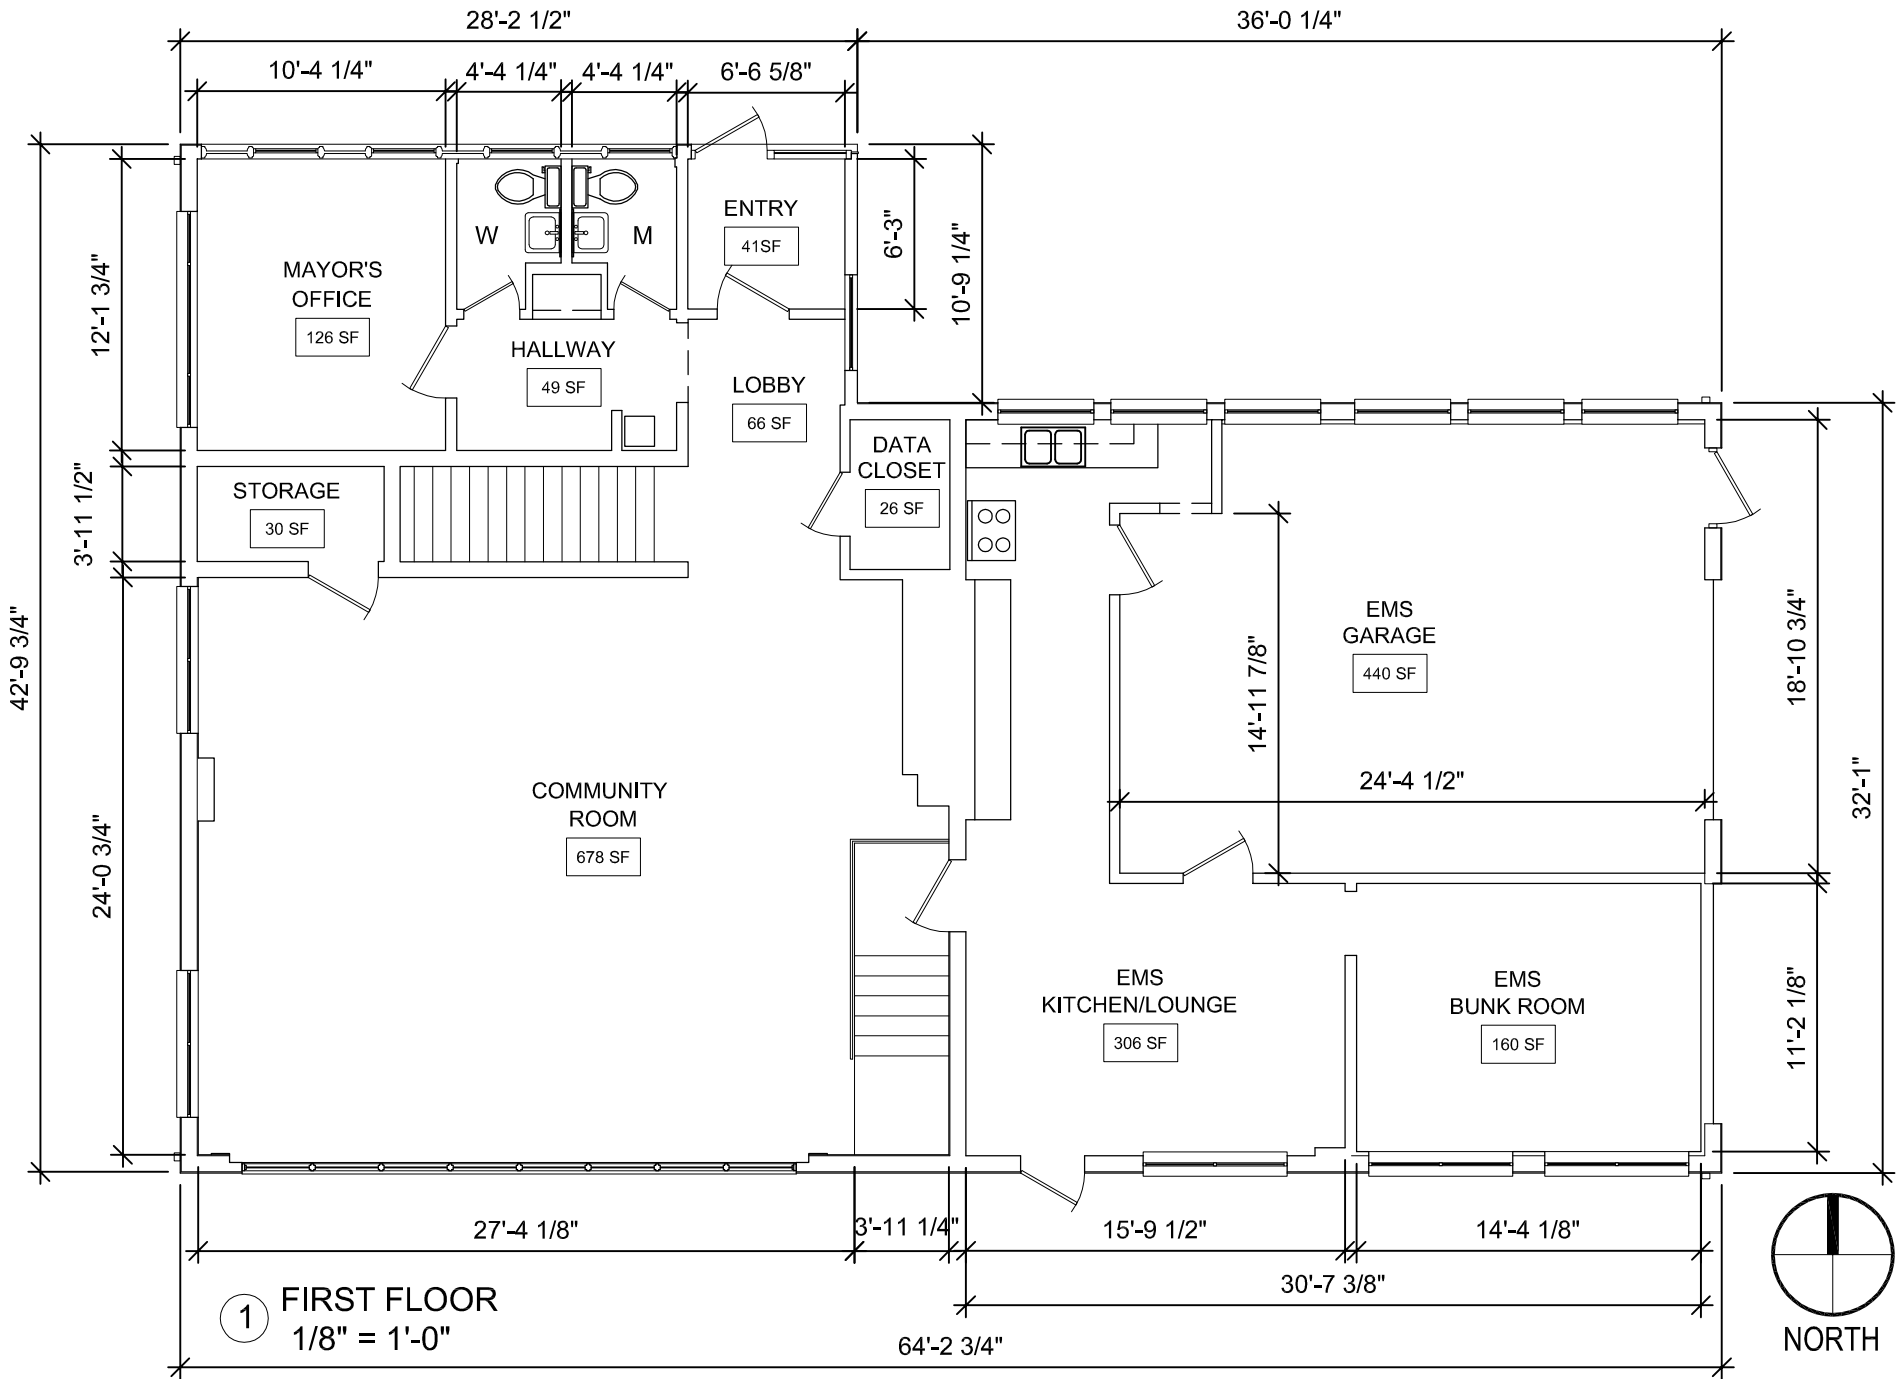 28'-2 1/2"
36'-0 1/4"
10'-4 1/4"
4'-4 1/4"
4'-4 1/4"
6'-6 5/8"
ENTRY
41SF
W
M
6'-3"
10'-9 1/4"
MAYOR'S
OFFICE
126 SF
12'-1 3/4"
HALLWAY
49 SF
LOBBY
66 SF
DATA
CLOSET
26 SF
STORAGE
30 SF
3'-11 1/2"
42'-9 3/4"
EMS
GARAGE
440 SF
14'-11 7/8"
18'-10 3/4"
24'-4 1/2"
32'-1"
COMMUNITY
ROOM
678 SF
24'-0 3/4"
EMS
KITCHEN/LOUNGE
306 SF
EMS
BUNK ROOM
160 SF
11'-2 1/8"
27'-4 1/8"
3'-11 1/4"
15'-9 1/2"
14'-4 1/8"
30'-7 3/8"
1 FIRST FLOOR
1/8" = 1'-0"
64'-2 3/4"
NORTH